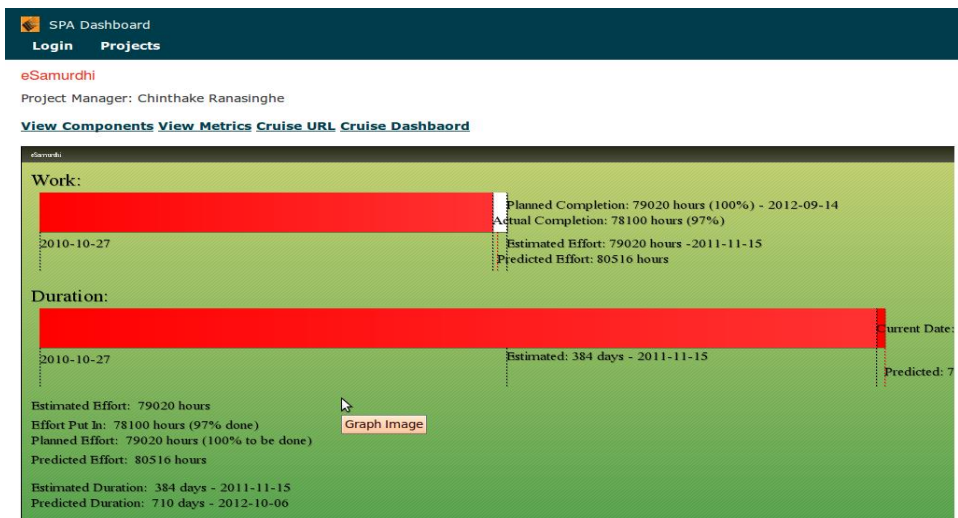 SPA Dashboard
Login Projects
eSamurdhi
Project Manager: Chinthake Ranasinghe
View Components View Metrics Cruise URL Cruise Dashbaord
eSamurdhi
Work:
Planned Completion: 79020 hours (100%) - 2012-09-14
Actual Completion: 78100 hours (97%)
2010-10-27
Estimated Effort: 79020 hours -2011-11-15
Predicted Effort: 80516 hours
Duration:
Current Date:
2010-10-27
Estimated: 384 days - 2011-11-15
Predicted: 7
Estimated Effort: 79020 hours
Effort Put In: 78100 hours (97% done)
Graph Image
Planned Effort: 79020 hours (100% to be done)
Predicted Effort: 80516 hours
Estimated Duration: 384 days - 2011-11-15
Predicted Duration: 710 days - 2012-10-06